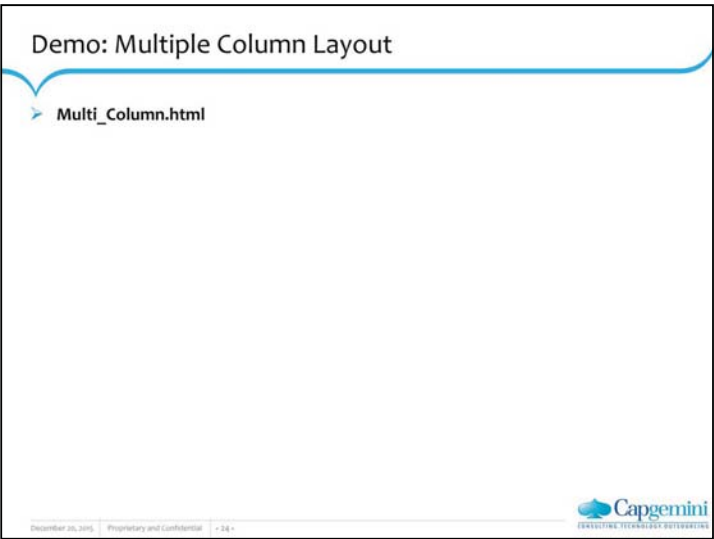 Demo: Multiple Column Layout
➢ Multi_Column.html
December 20, 2015 | Proprietary and Confidential | - 24 -
Capgemini
CONSULTING.TECHNOLOGY.OUTSOURCING